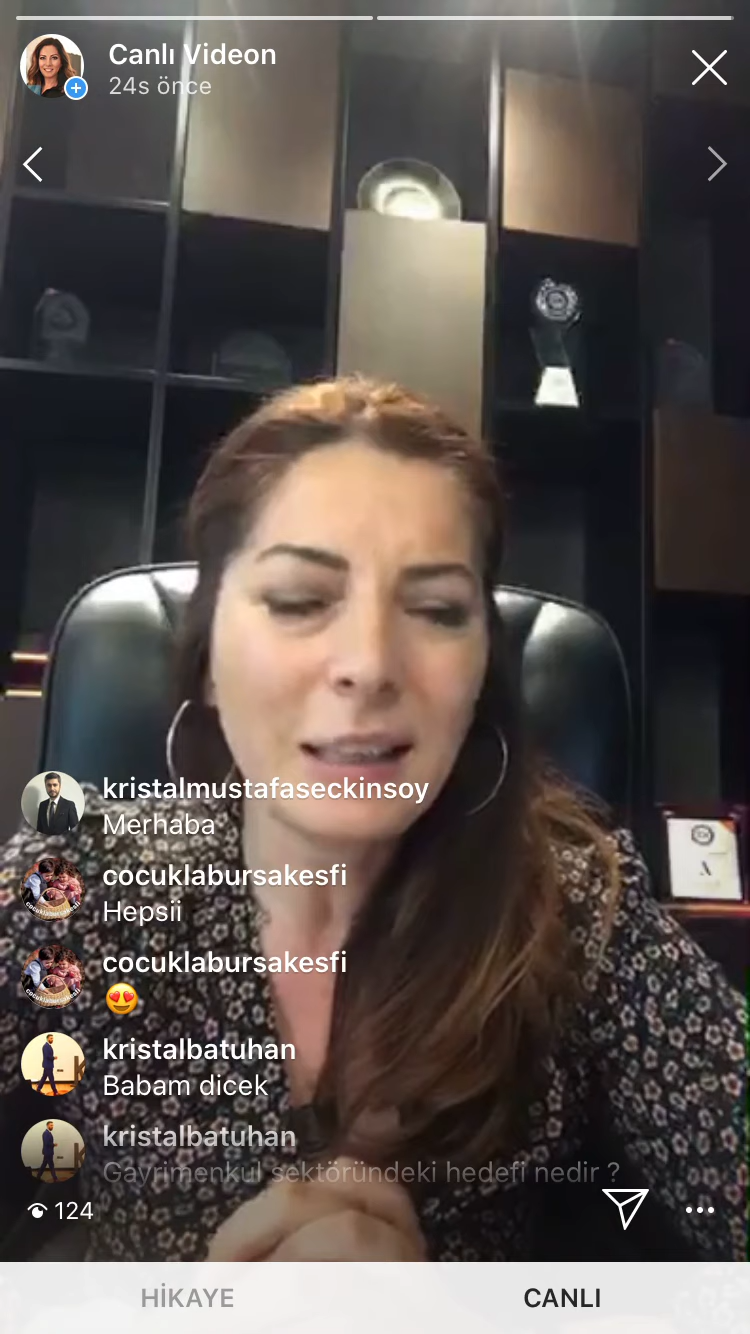 Canlı Videon
24s önce
kristalmustafaseckinsoy
Merhaba
cocuklabursakesfi
Hepsii
cocuklabursakesfi
😍
kristalbatuhan
Babam dicek
kristalbatuhan
Gayrimenkul sektöründeki hedefi nedir ?
124
HİKAYE
CANLI